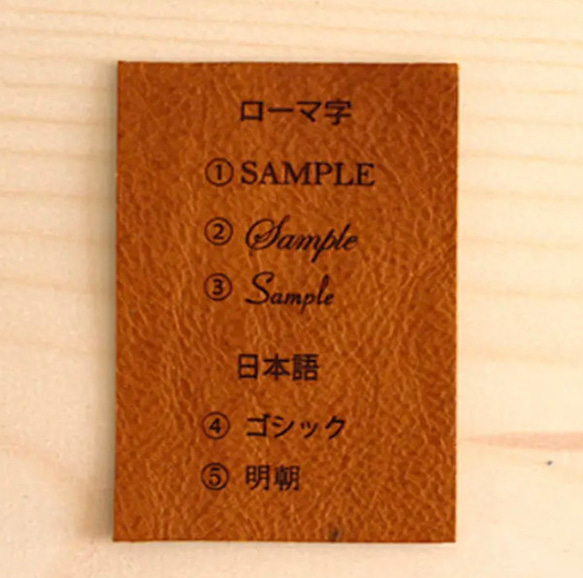 ローマ字
① SAMPLE
② Sample
③ Sample
日本語
④ ゴシック
⑤ 明朝